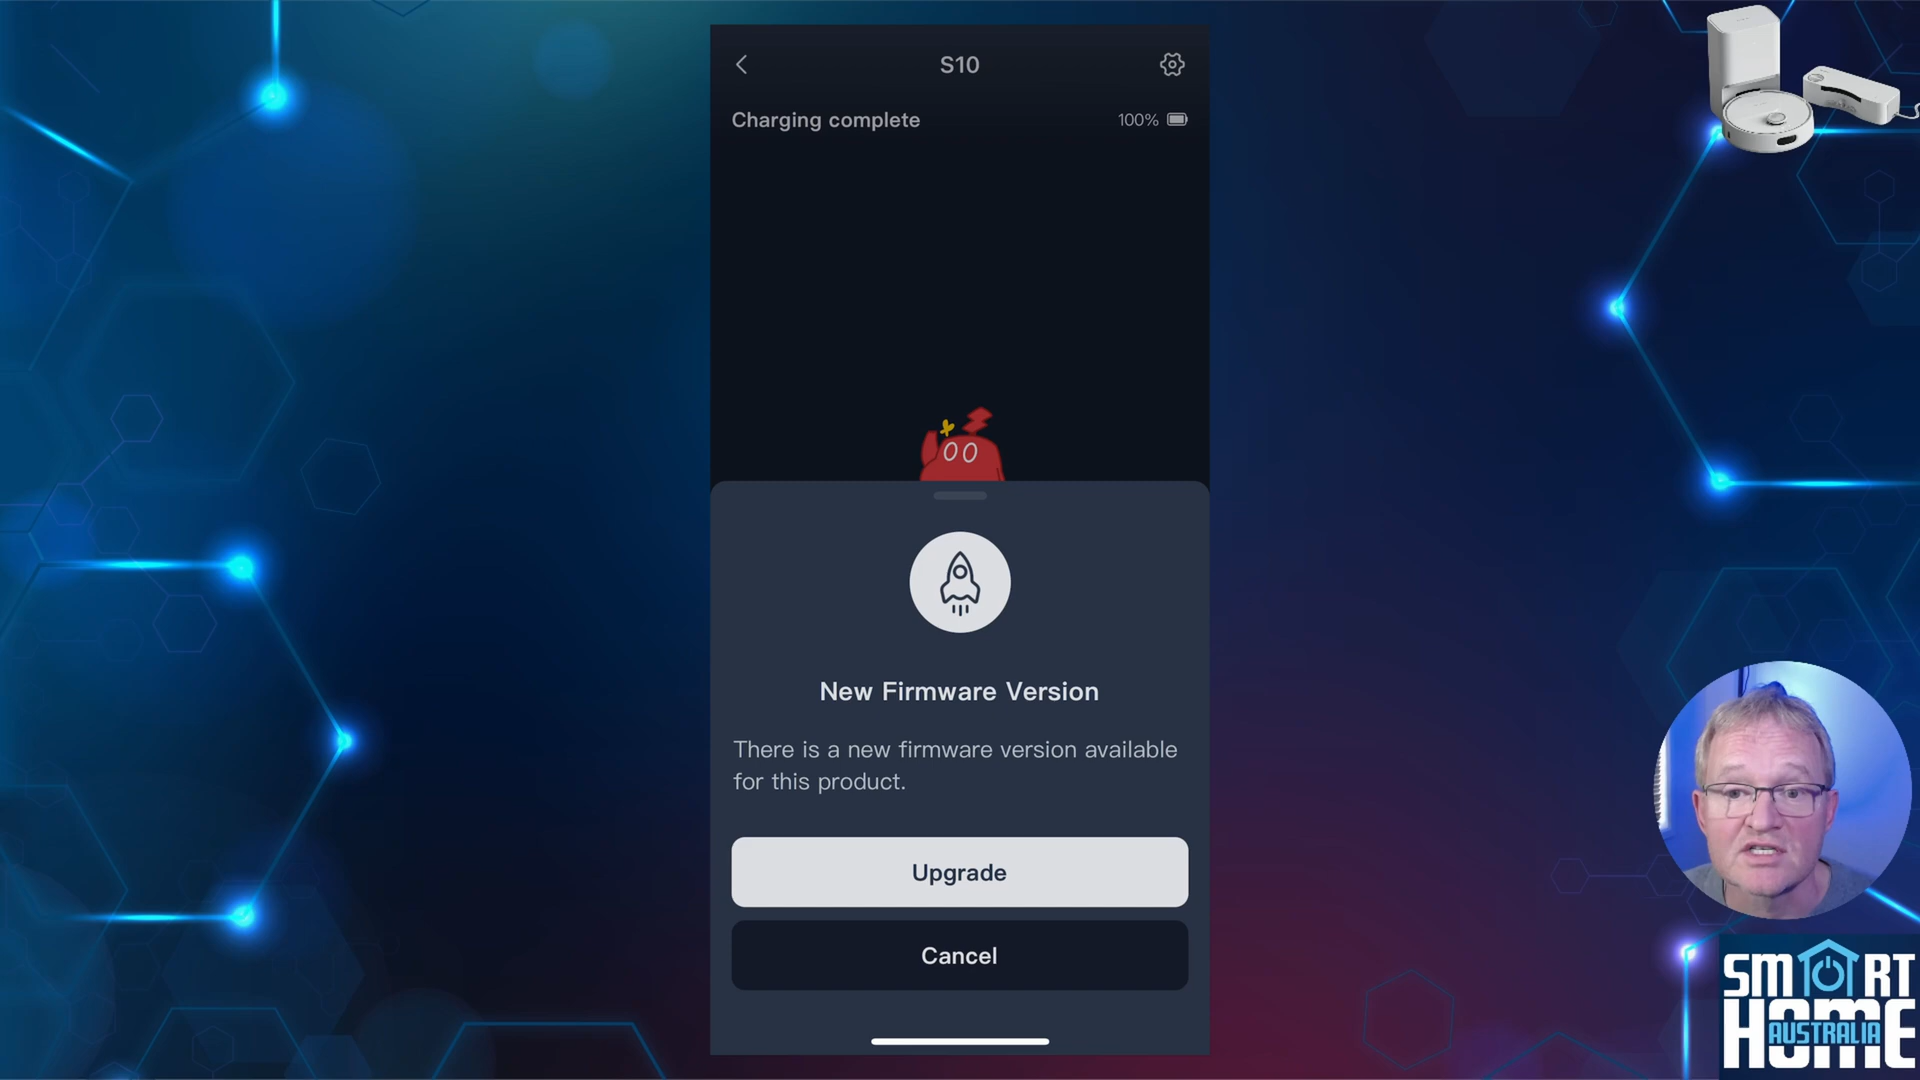 S10
Charging complete 100%
New Firmware Version
There is a new firmware version available
for this product.
Upgrade
Cancel
SMART
HOME
AUSTRALIA